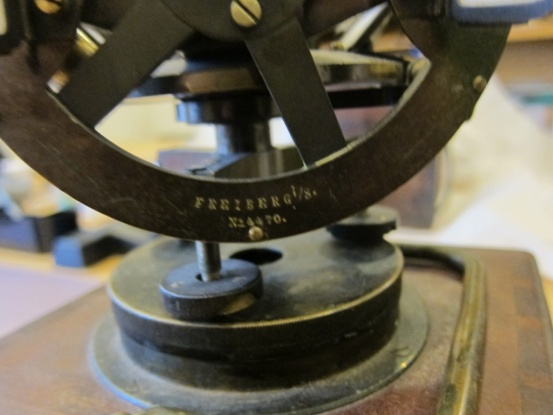 FREIBERG I/S.
No 4470.